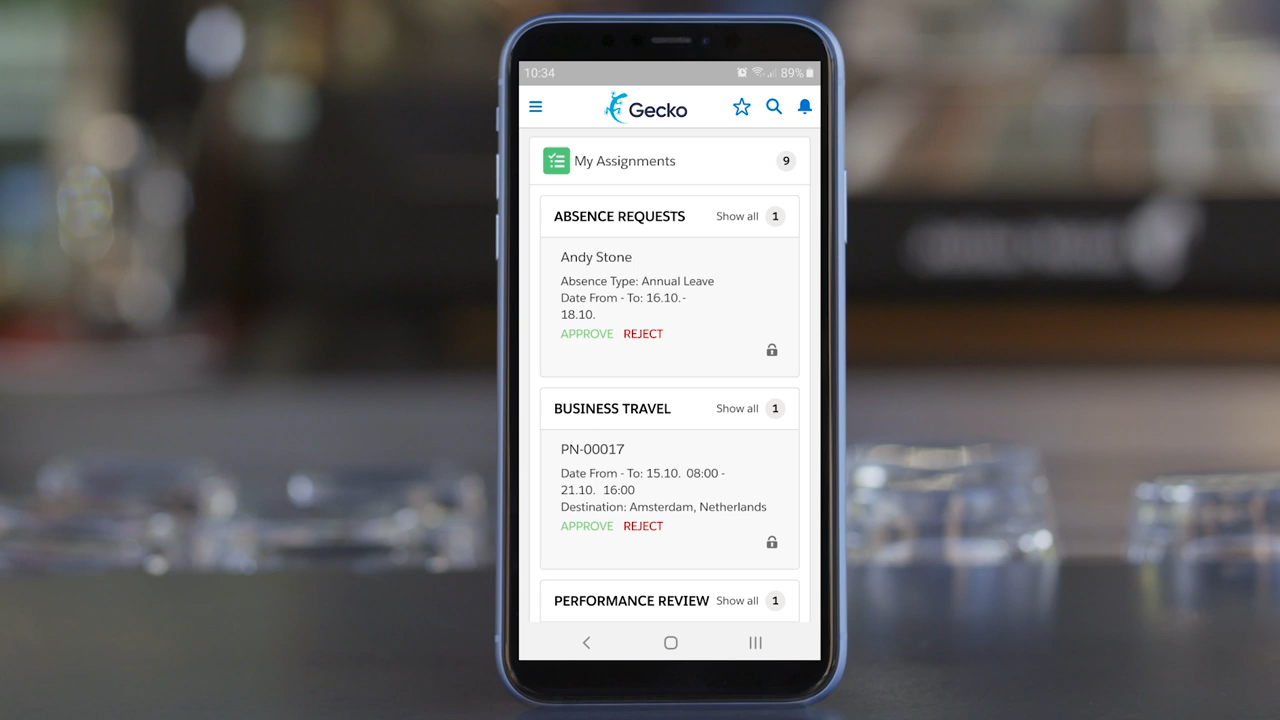 10:34 89%
Gecko
My Assignments 9
ABSENCE REQUESTS Show all 1
Andy Stone
Absence Type: Annual Leave
Date From - To: 16.10. -
18.10.
APPROVE REJECT
BUSINESS TRAVEL Show all 1
PN-00017
Date From - To: 15.10. 08:00 -
21.10. 16:00
Destination: Amsterdam, Netherlands
APPROVE REJECT
PERFORMANCE REVIEW Show all 1